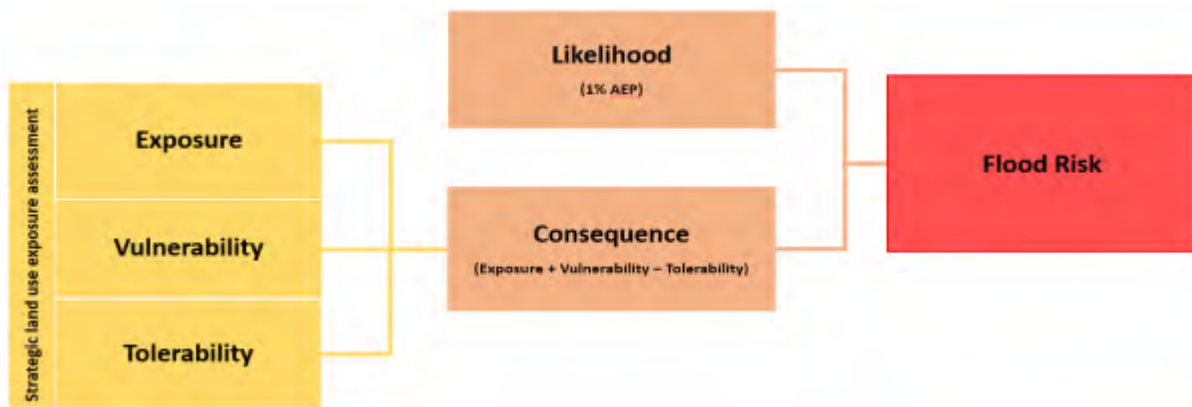 Strategic land use exposure assessment
Exposure
Vulnerability
Tolerability
Likelihood
(1% AEP)
Consequence
(Exposure + Vulnerability – Tolerability)
Flood Risk